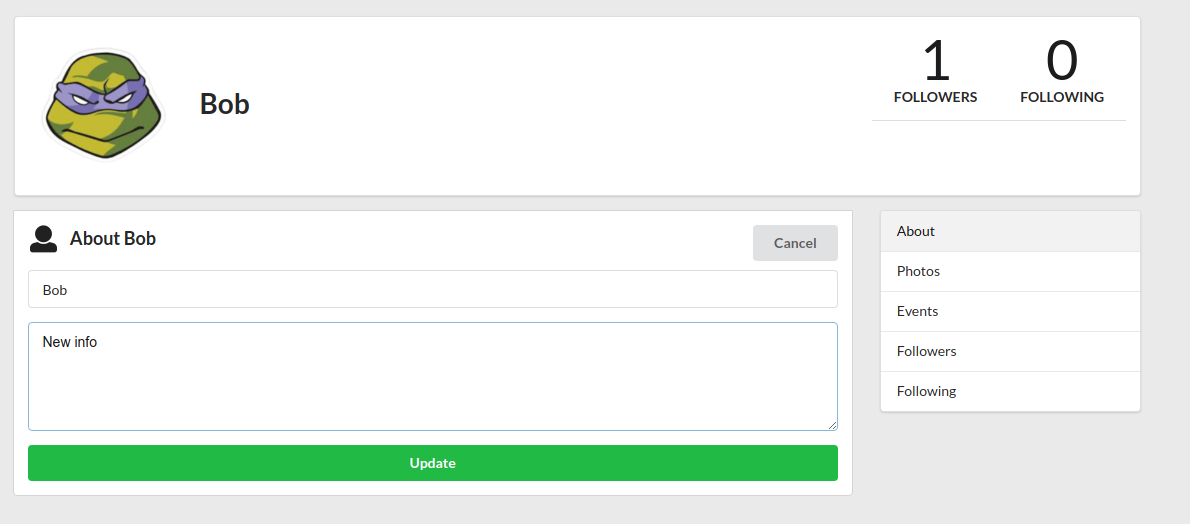 Bob
1 0
FOLLOWERS FOLLOWING
About Bob
Cancel
Bob
New info
Update
About
Photos
Events
Followers
Following